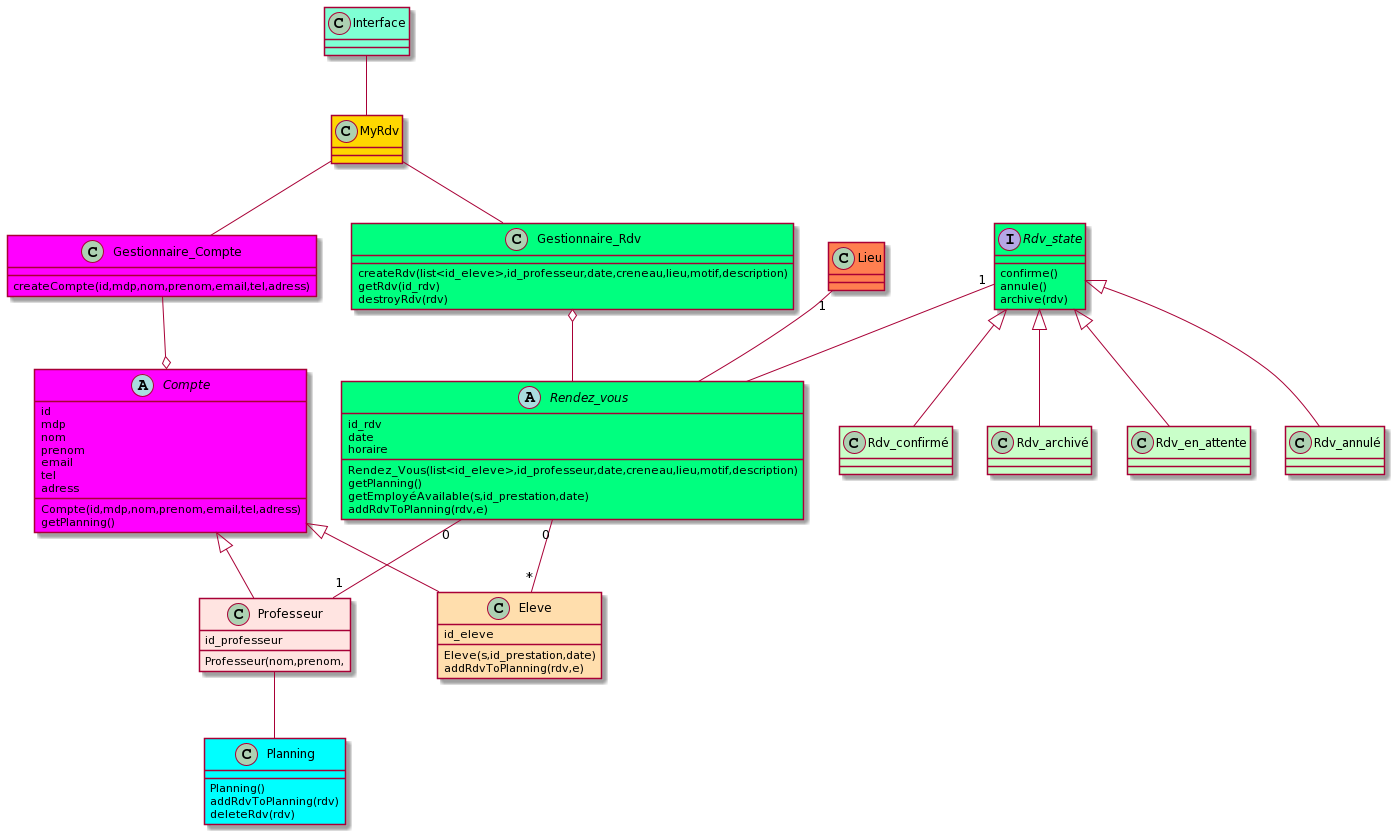 C Interface
C MyRdv
C Gestionnaire_Compte
createCompte(id,mdp,nom,prenom,email,tel,adress)
C Gestionnaire_Rdv
createRdv(list<id_eleve>,id_professeur,date,creneau,lieu,motif,description)
getRdv(id_rdv)
destroyRdv(rdv)
C Lieu
1
I Rdv_state
confirme()
annule()
archive(rdv)
1
A Compte
id
mdp
nom
prenom
email
tel
adress
Compte(id,mdp,nom,prenom,email,tel,adress)
getPlanning()
A Rendez_vous
id_rdv
date
horaire
Rendez_Vous(list<id_eleve>,id_professeur,date,creneau,lieu,motif,description)
getPlanning()
getEmployéAvailable(s,id_prestation,date)
addRdvToPlanning(rdv,e)
C Rdv_confirmé
C Rdv_archivé
C Rdv_en_attente
C Rdv_annulé
0
0
1
*
C Professeur
id_professeur
Professeur(nom,prenom,
C Eleve
id_eleve
Eleve(s,id_prestation,date)
addRdvToPlanning(rdv,e)
C Planning
Planning()
addRdvToPlanning(rdv)
deleteRdv(rdv)